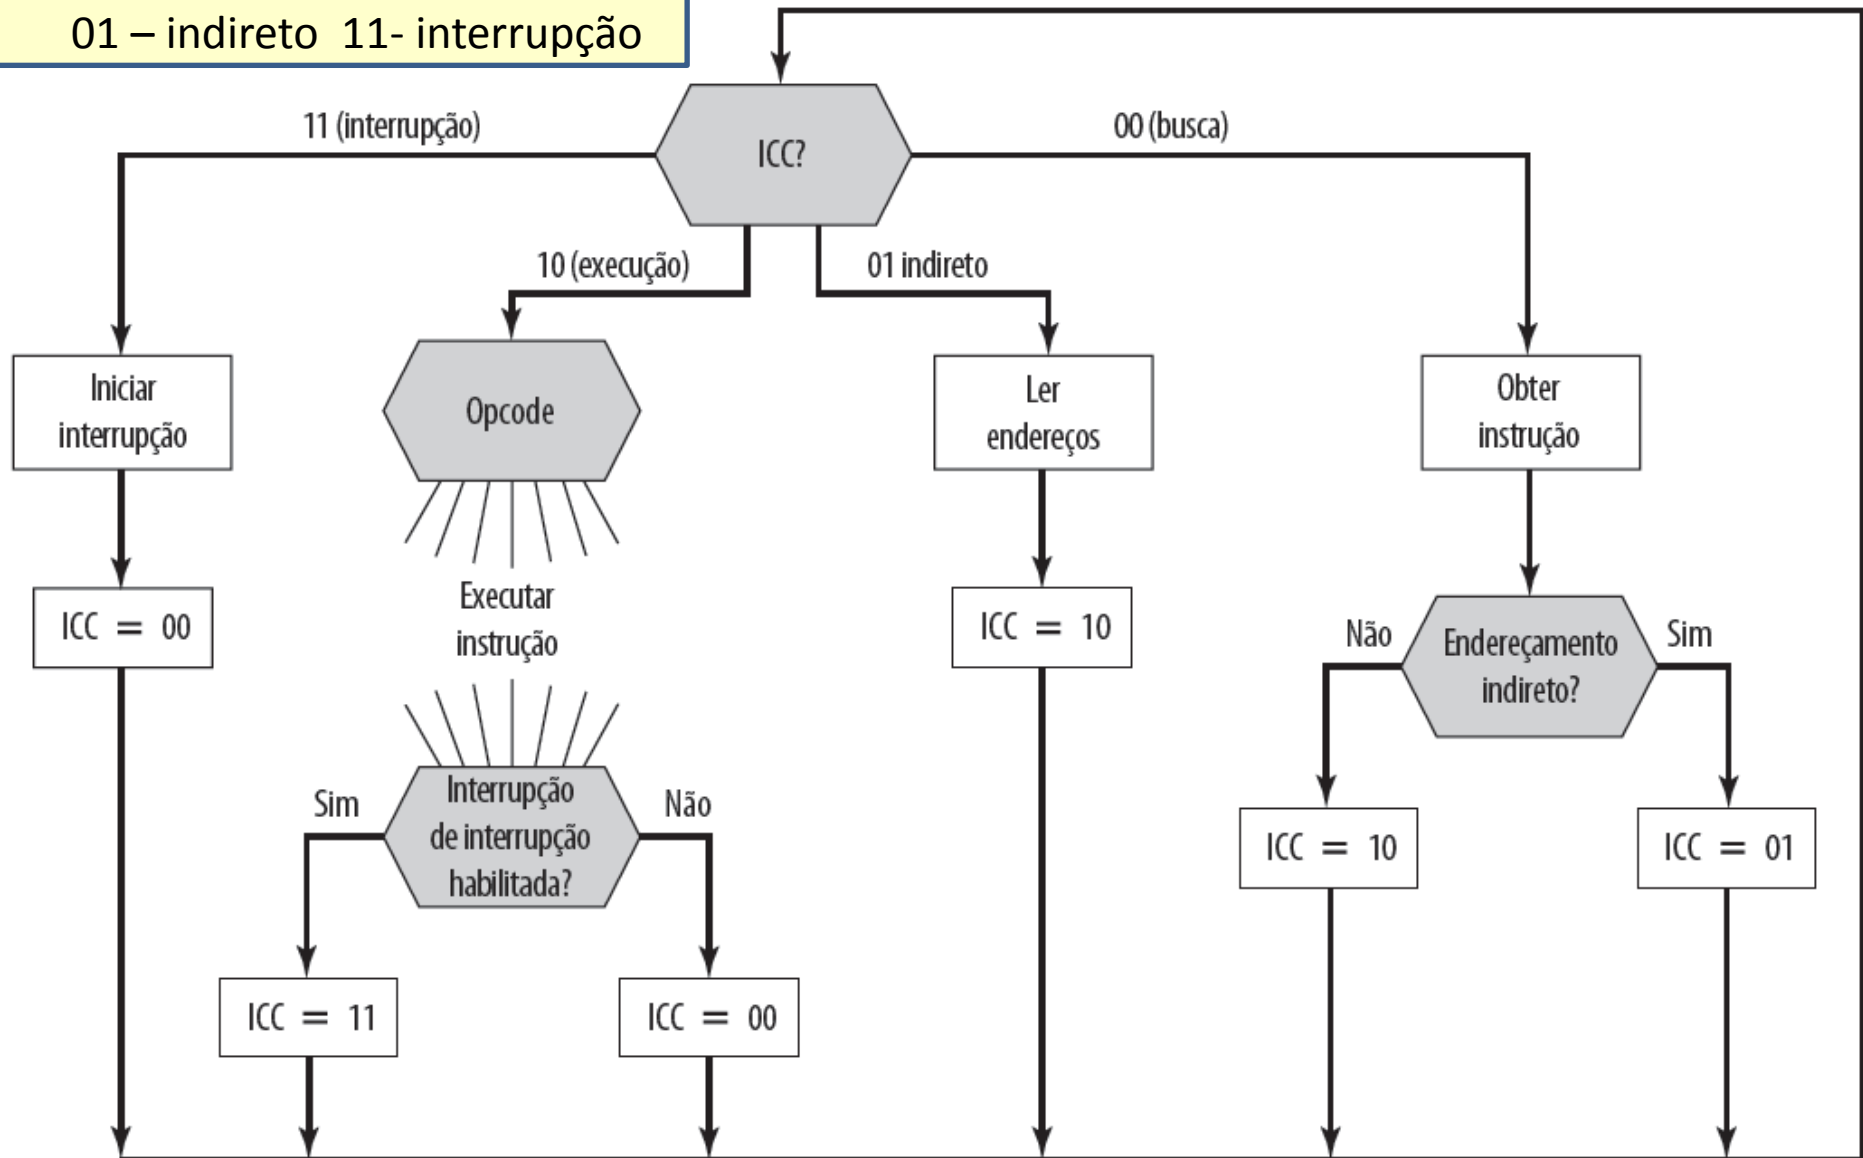 01 – indireto  11- interrupção
11 (interrupção)
ICC?
00 (busca)
10 (execução)
01 indireto
Iniciar
interrupção
Opcode
Ler
endereços
Obter
instrução
ICC = 00
Executar
instrução
ICC = 10
Não
Endereçamento
indireto?
Sim
Sim
Interrupção
de interrupção
habilitada?
Não
ICC = 10
ICC = 01
ICC = 11
ICC = 00